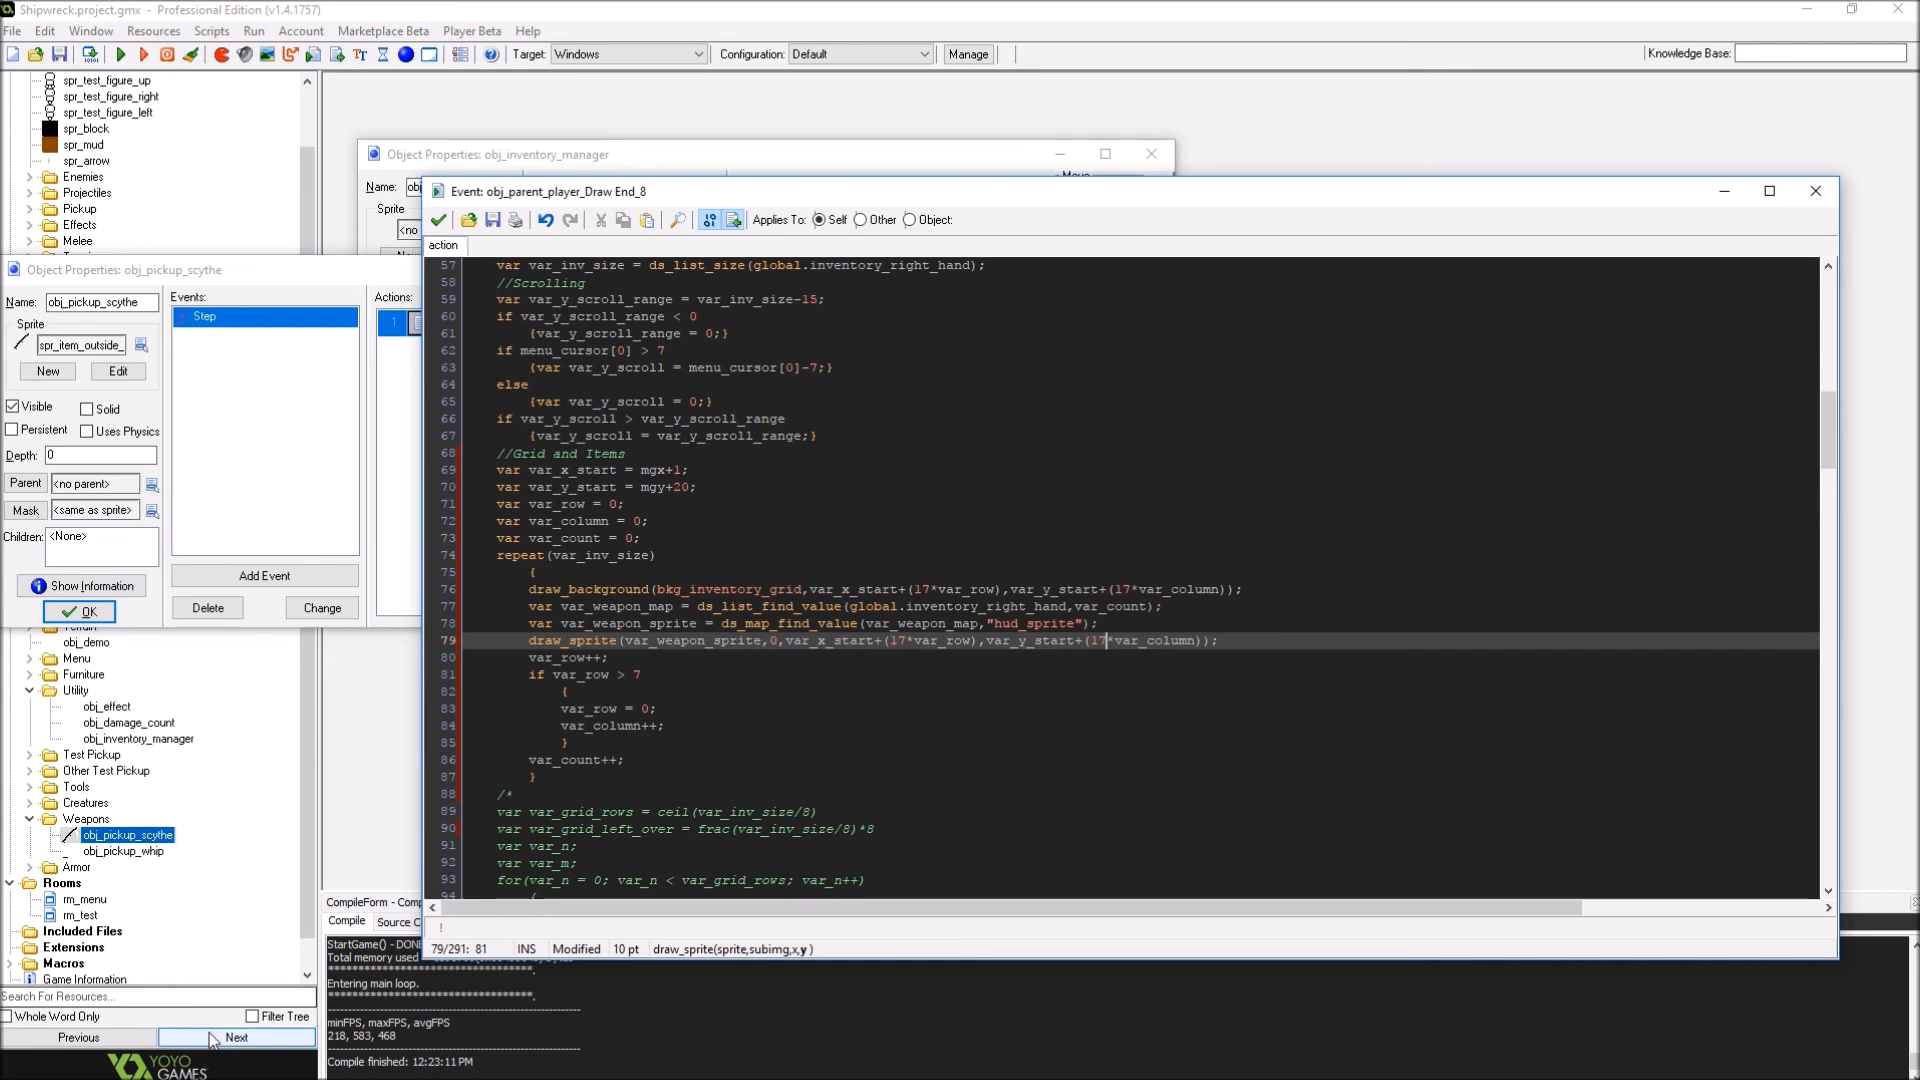 Shipwreck.project.gmx - Professional Edition (v1.4.1757)
File Edit Window Resources Scripts Run Account Marketplace Beta Player Beta Help
Target: Windows Configuration: Default Manage Knowledge Base:
spr_test_figure_up
spr_test_figure_right
spr_test_figure_left
spr_block
spr_mud
spr_arrow
Enemies
Projectiles
Pickup
Effects
Melee
Object Properties: obj_inventory_manager
Name:
Sprite
Object Properties: obj_pickup_scythe
Name: obj_pickup_scythe
Sprite
spr_item_outside_
New Edit
Visible Solid
Persistent Uses Physics
Depth: 0
Parent <no parent>
Mask <same as sprite>
Children: <None>
Show Information
OK
Events:
Step
Add Event
Delete Change
Actions:
1
obj_demo
Menu
Furniture
Utility
obj_effect
obj_damage_count
obj_inventory_manager
Test Pickup
Other Test Pickup
Tools
Creatures
Weapons
obj_pickup_scythe
obj_pickup_whip
Armor
Rooms
rm_menu
rm_test
Included Files
Extensions
Macros
Game Information
Search For Resources...
Whole Word Only Filter Tree
Previous Next
YOYO
GAMES
Event: obj_parent_player_Draw End_8
Applies To: Self Other Object:
action
57 var var_inv_size = ds_list_size(global.inventory_right_hand);
58 //Scrolling
59 var var_y_scroll_range = var_inv_size-15;
60 if var_y_scroll_range < 0
61 {var_y_scroll_range = 0;}
62 if menu_cursor[0] > 7
63 {var var_y_scroll = menu_cursor[0]-7;}
64 else
65 {var var_y_scroll = 0;}
66 if var_y_scroll > var_y_scroll_range
67 {var_y_scroll = var_y_scroll_range;}
68 //Grid and Items
69 var var_x_start = mgx+1;
70 var var_y_start = mgy+20;
71 var var_row = 0;
72 var var_column = 0;
73 var var_count = 0;
74 repeat(var_inv_size)
75 {
76 draw_background(bkg_inventory_grid,var_x_start+(17*var_row),var_y_start+(17*var_column));
77 var var_weapon_map = ds_list_find_value(global.inventory_right_hand,var_count);
78 var var_weapon_sprite = ds_map_find_value(var_weapon_map,"hud_sprite");
79 draw_sprite(var_weapon_sprite,0,var_x_start+(17*var_row),var_y_start+(17*var_column));
80 var_row++;
81 if var_row > 7
82 {
83 var_row = 0;
84 var_column++;
85 }
86 var_count++;
87 }
88 /*
89 var var_grid_rows = ceil(var_inv_size/8)
90 var var_grid_left_over = frac(var_inv_size/8)*8
91 var var_n;
92 var var_m;
93 for(var_n = 0; var_n < var_grid_rows; var_n++)
94 {
79/291: 81 INS Modified 10 pt draw_sprite(sprite,subimg,x,y )
Compile
StartGame() - DONE
Total memory used
Entering main loop.
minFPS, maxFPS, avgFPS
218, 583, 468
Compile finished: 12:23:11 PM